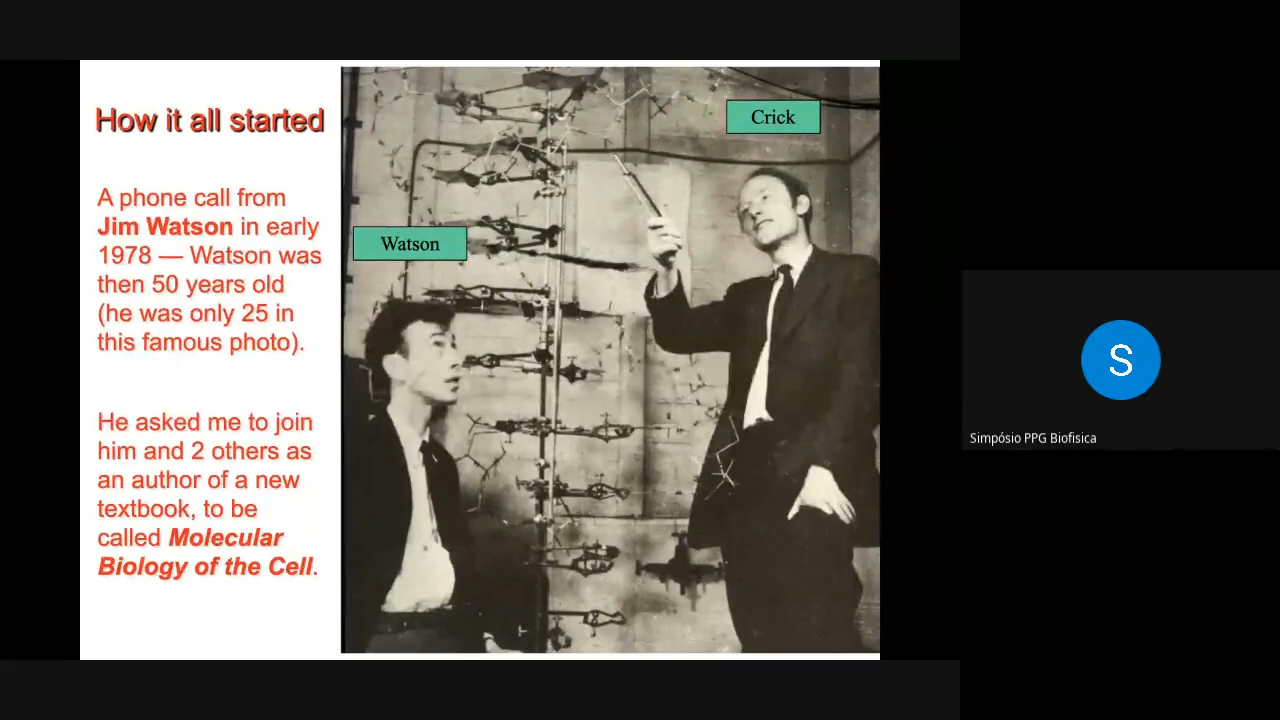 How it all started
A phone call from
Jim Watson in early
1978 — Watson was
then 50 years old
(he was only 25 in
this famous photo).
He asked me to join
him and 2 others as
an author of a new
textbook, to be
called Molecular
Biology of the Cell.
Crick
Watson
S
Simpósio PPG Biofisica